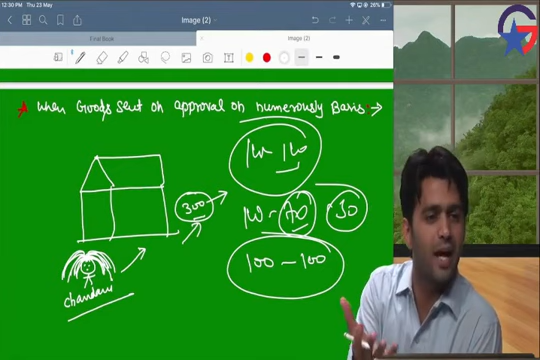 12:30 PM Thu 23 May
Image (2)
Final Book
Image (2)
When Goods Sent on approval on numerously Basis :→
300
100 100
100 - 70 30
100 - 100
chandani
G